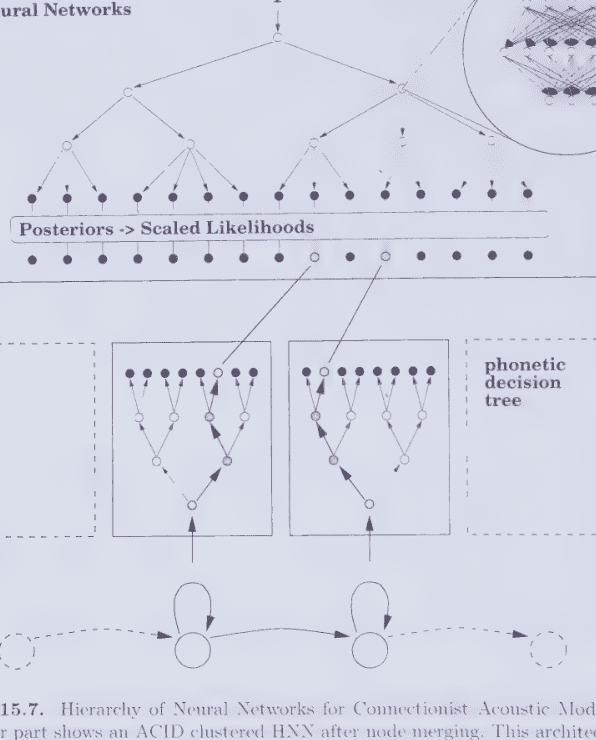 ural Networks
Posteriors -> Scaled Likelihoods
phonetic
decision
tree
15.7. Hierarchy of Neural Networks for Connectionist Acoustic Mod
r part shows an ACID clustered HNN after node merging. This architec